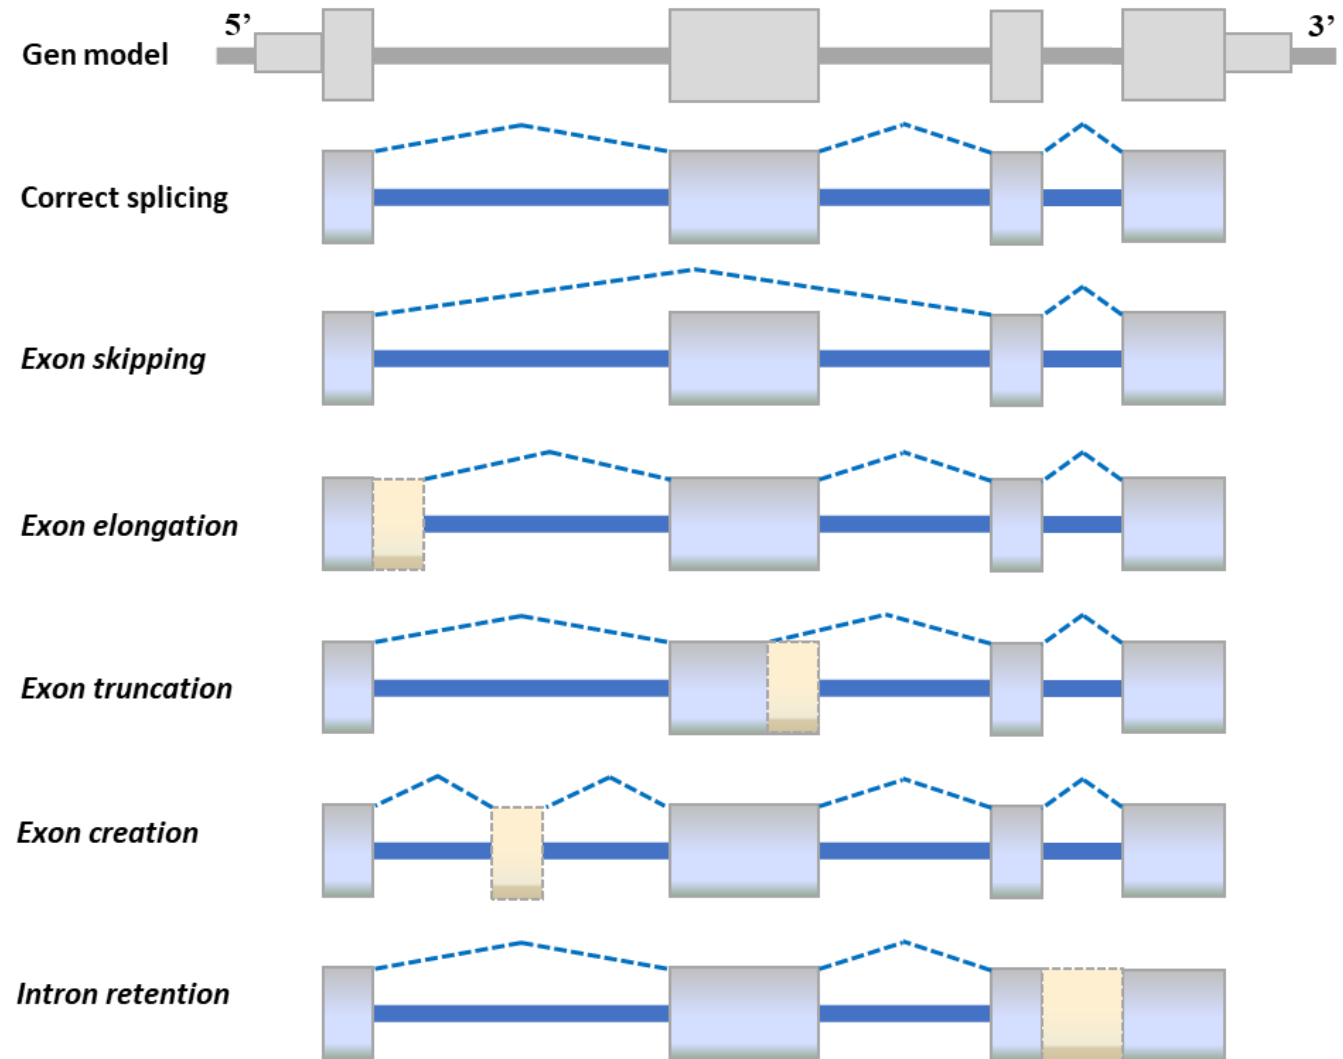 5’
3’
Gen model
Correct splicing
Exon skipping
Exon elongation
Exon truncation
Exon creation
Intron retention